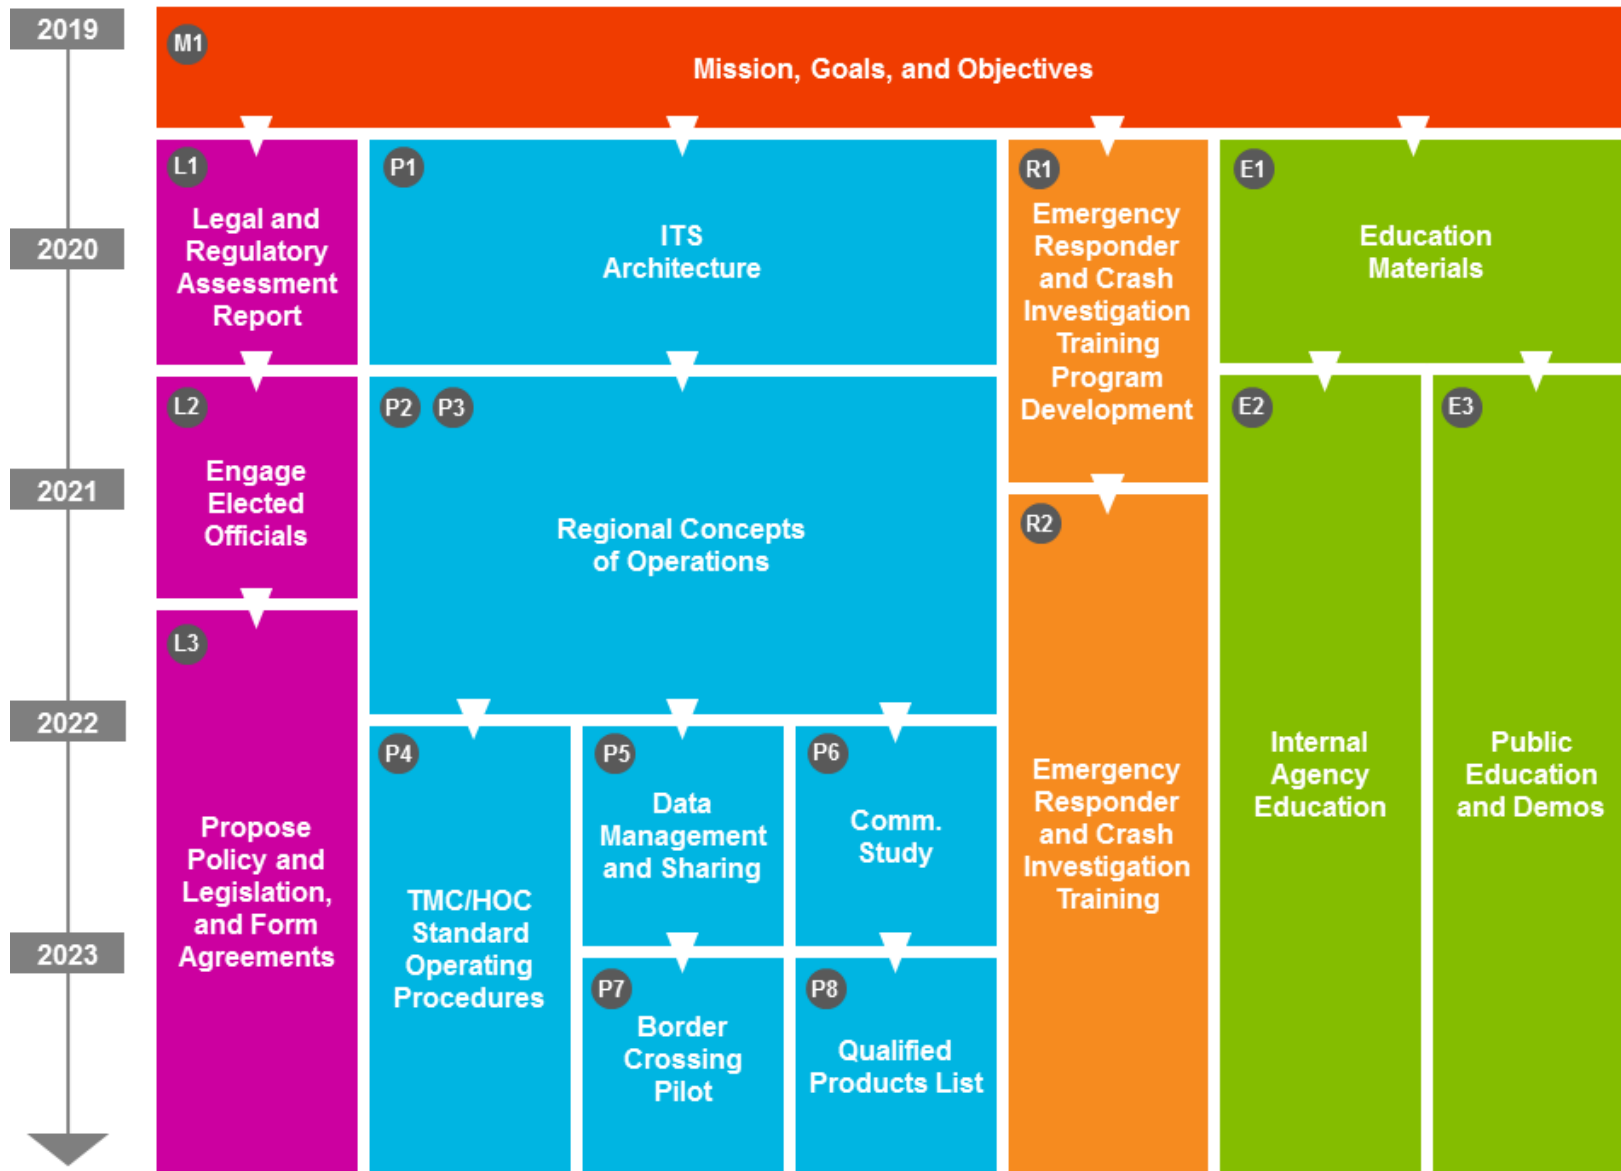 2019
M1
Mission, Goals, and Objectives
L1
Legal and
Regulatory
Assessment
Report
P1
ITS
Architecture
R1
Emergency
Responder
and Crash
Investigation
Training
Program
Development
E1
Education
Materials
2020
L2
Engage
Elected
Officials
P2 P3
Regional Concepts
of Operations
E2
Internal
Agency
Education
E3
Public
Education
and Demos
2021
R2
Emergency
Responder
and Crash
Investigation
Training
L3
Propose
Policy and
Legislation,
and Form
Agreements
2022
P4
TMC/HOC
Standard
Operating
Procedures
P5
Data
Management
and Sharing
P6
Comm.
Study
2023
P7
Border
Crossing
Pilot
P8
Qualified
Products List